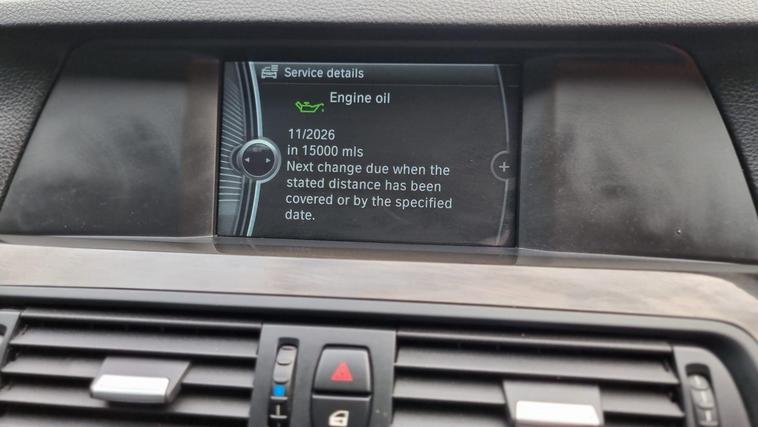 Service details
Engine oil
11/2026
in 15000 mls
Next change due when the
stated distance has been
covered or by the specified
date.